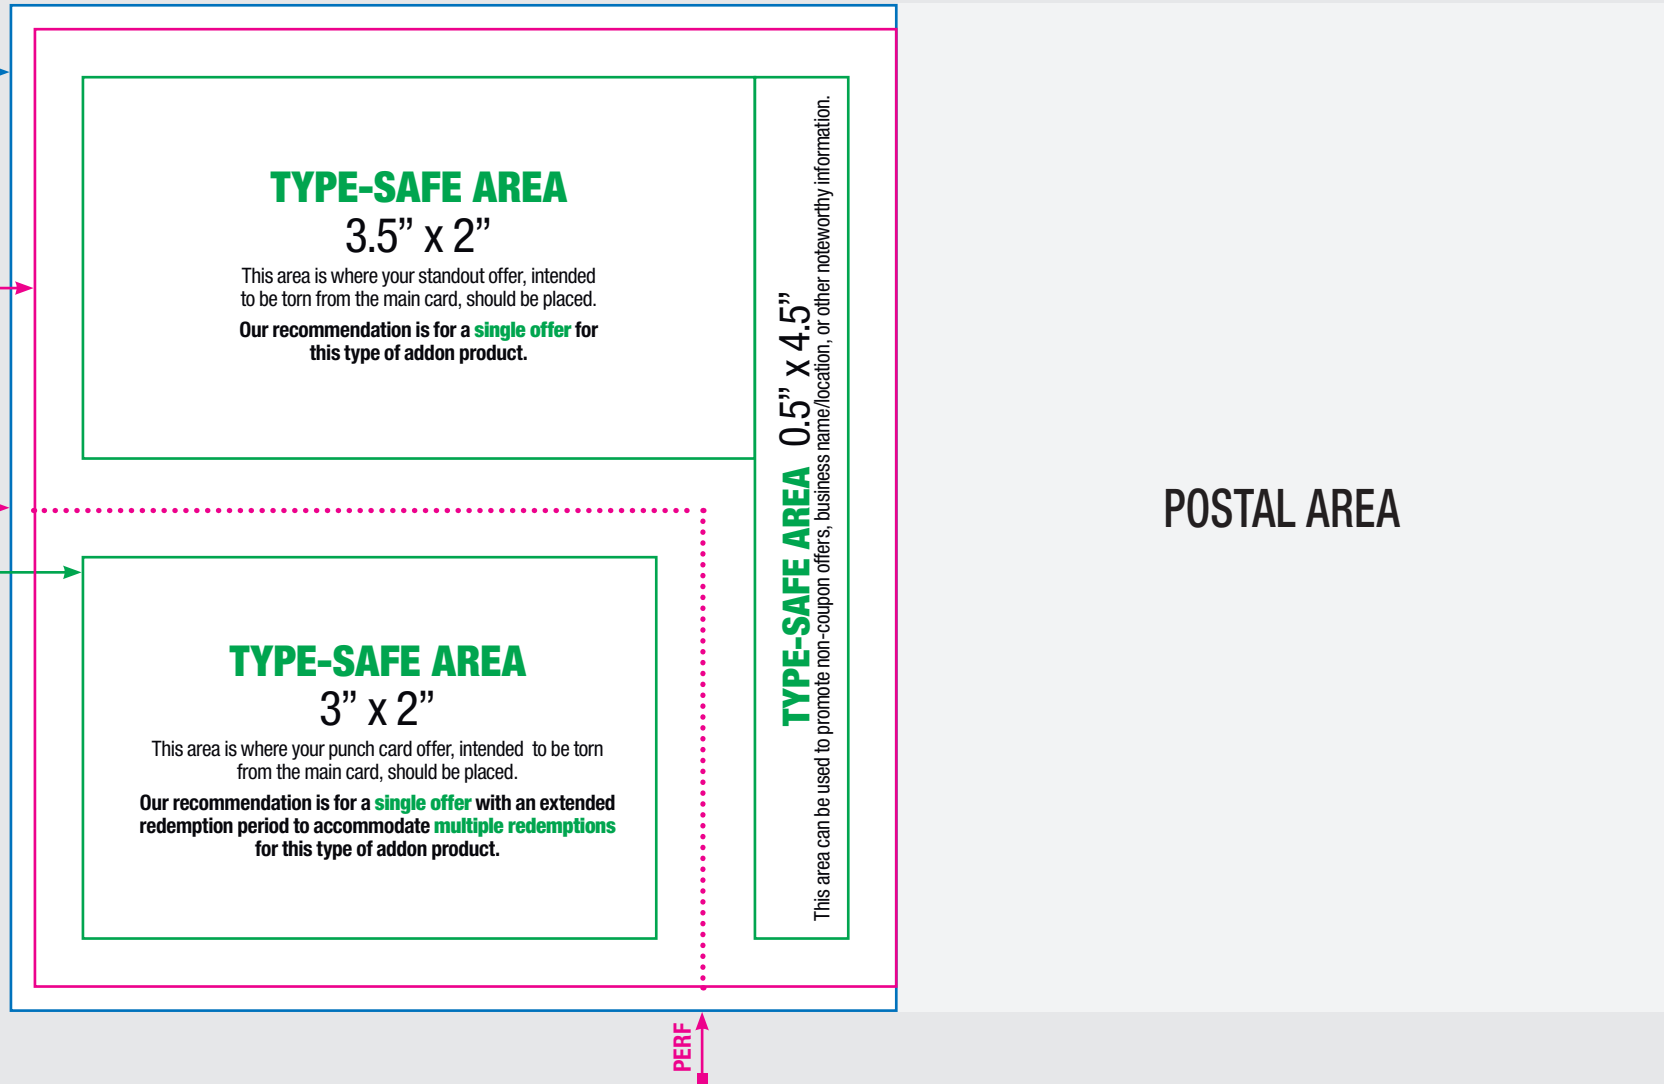 TYPE-SAFE AREA
3.5” x 2”
This area is where your standout offer, intended
to be torn from the main card, should be placed.
Our recommendation is for a single offer for
this type of addon product.
TYPE-SAFE AREA 0.5” x 4.5”
This area can be used to promote non-coupon offers, business name/location, or other noteworthy information.
TYPE-SAFE AREA
3” x 2”
This area is where your punch card offer, intended  to be torn
from the main card, should be placed.
Our recommendation is for a single offer with an extended
redemption period to accommodate multiple redemptions
for this type of addon product.
POSTAL AREA
PERF